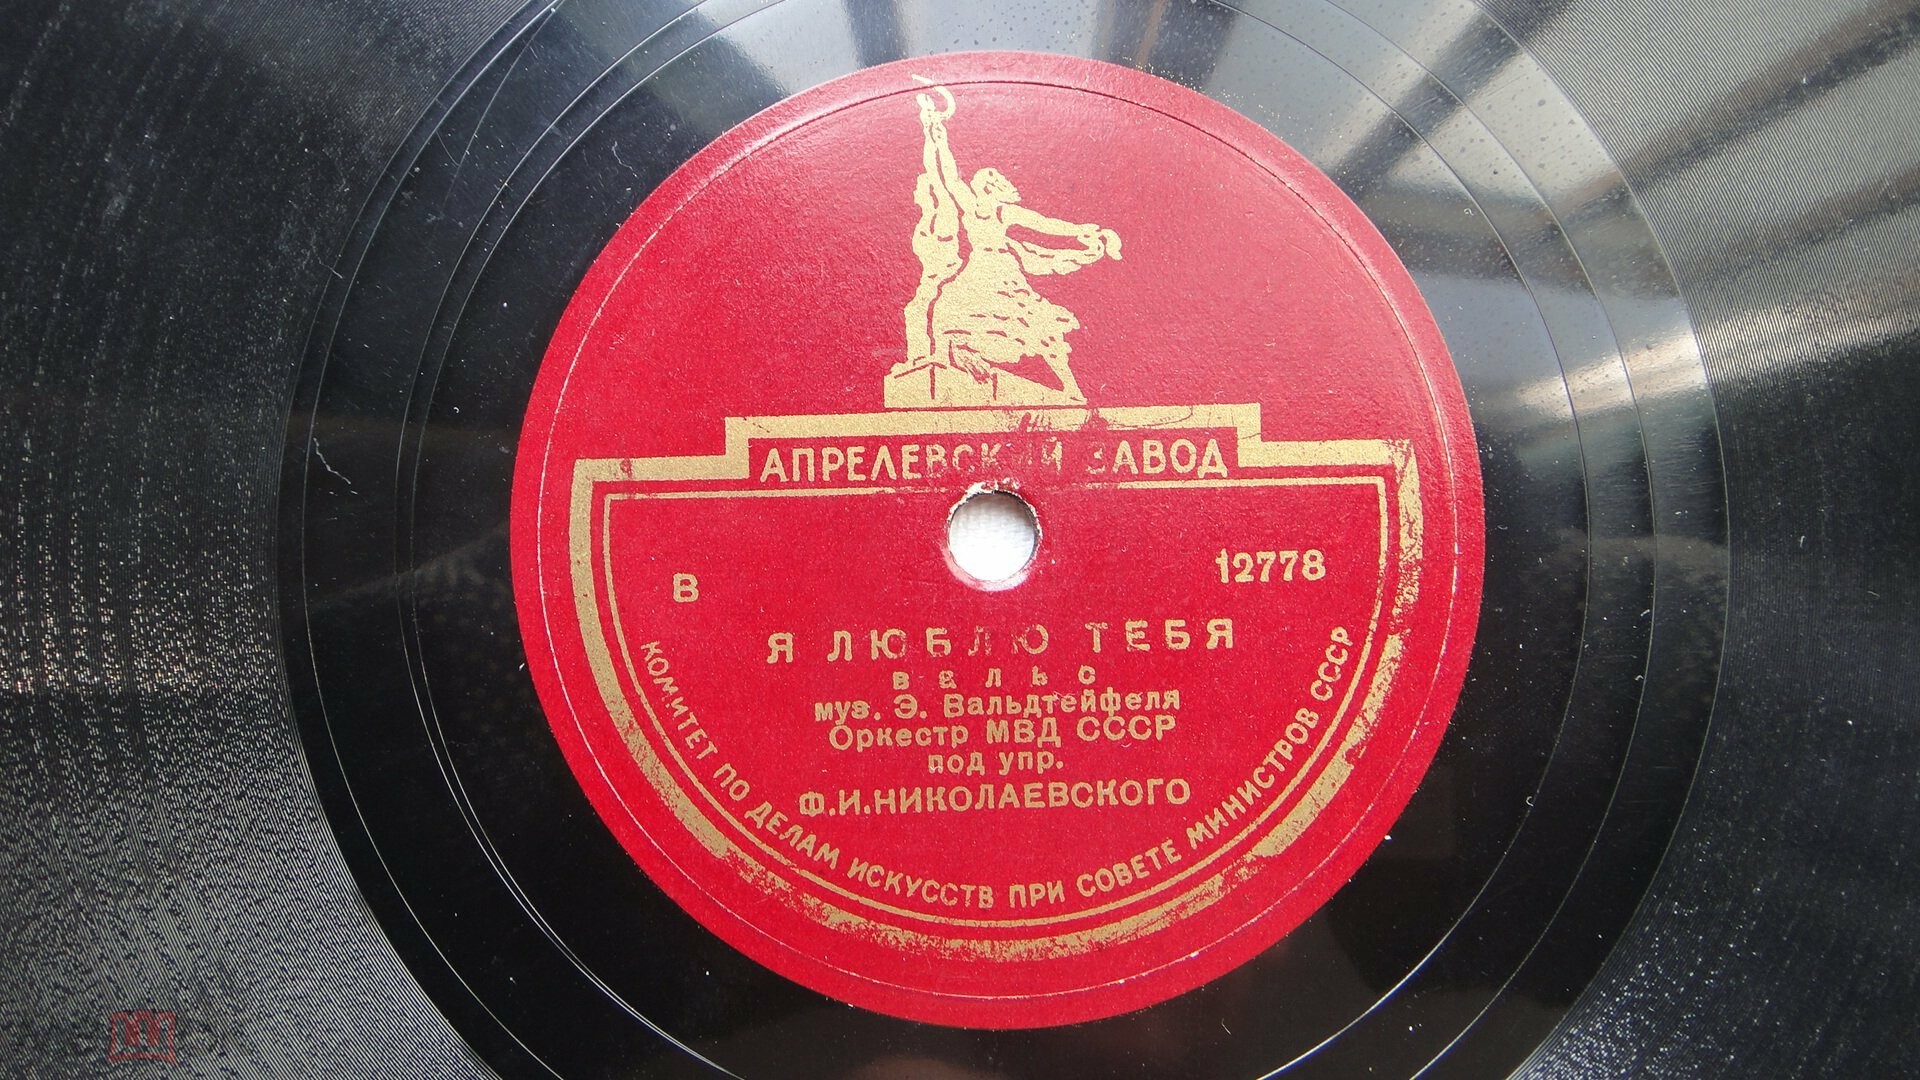 АПРЕЛЕВСКИЙ ЗАВОД
В 12778
Я ЛЮБЛЮ ТЕБЯ
вальс
муз. Э. Вальдтейфеля
Оркестр МВД СССР
под упр.
Ф.И.НИКОЛАЕВСКОГО
КОМИТЕТ ПО ДЕЛАМ ИСКУССТВ ПРИ СОВЕТЕ МИНИСТРОВ СССР